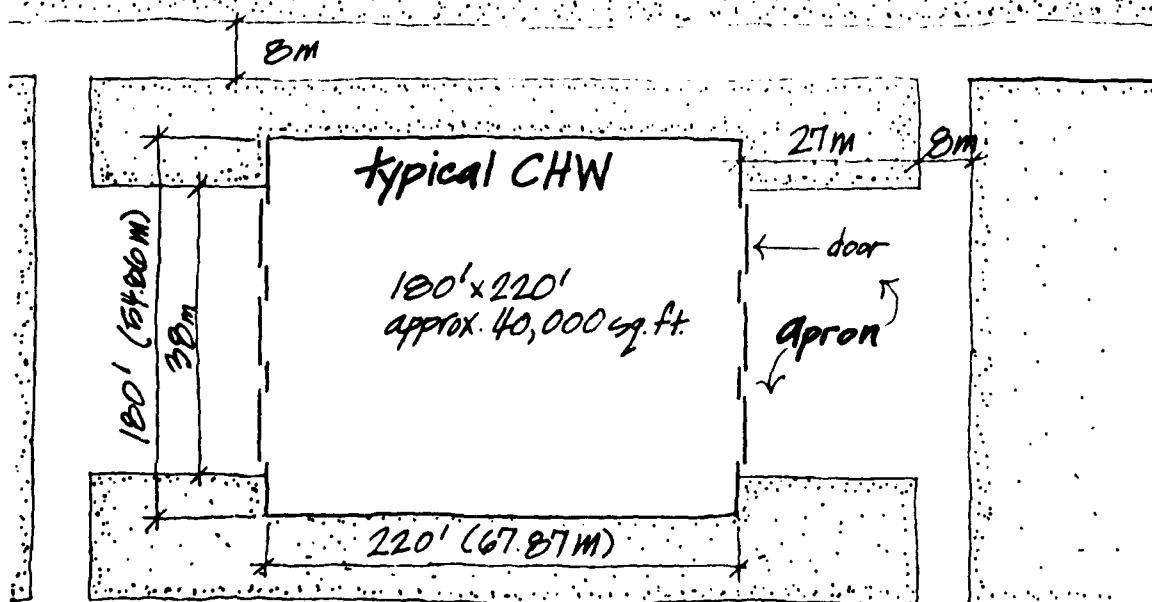 8m
27m
8m
typical CHW
door
180'x220'
approx. 40,000 sq.ft.
apron
180' (54.86m)
38m
220' (67.87m)